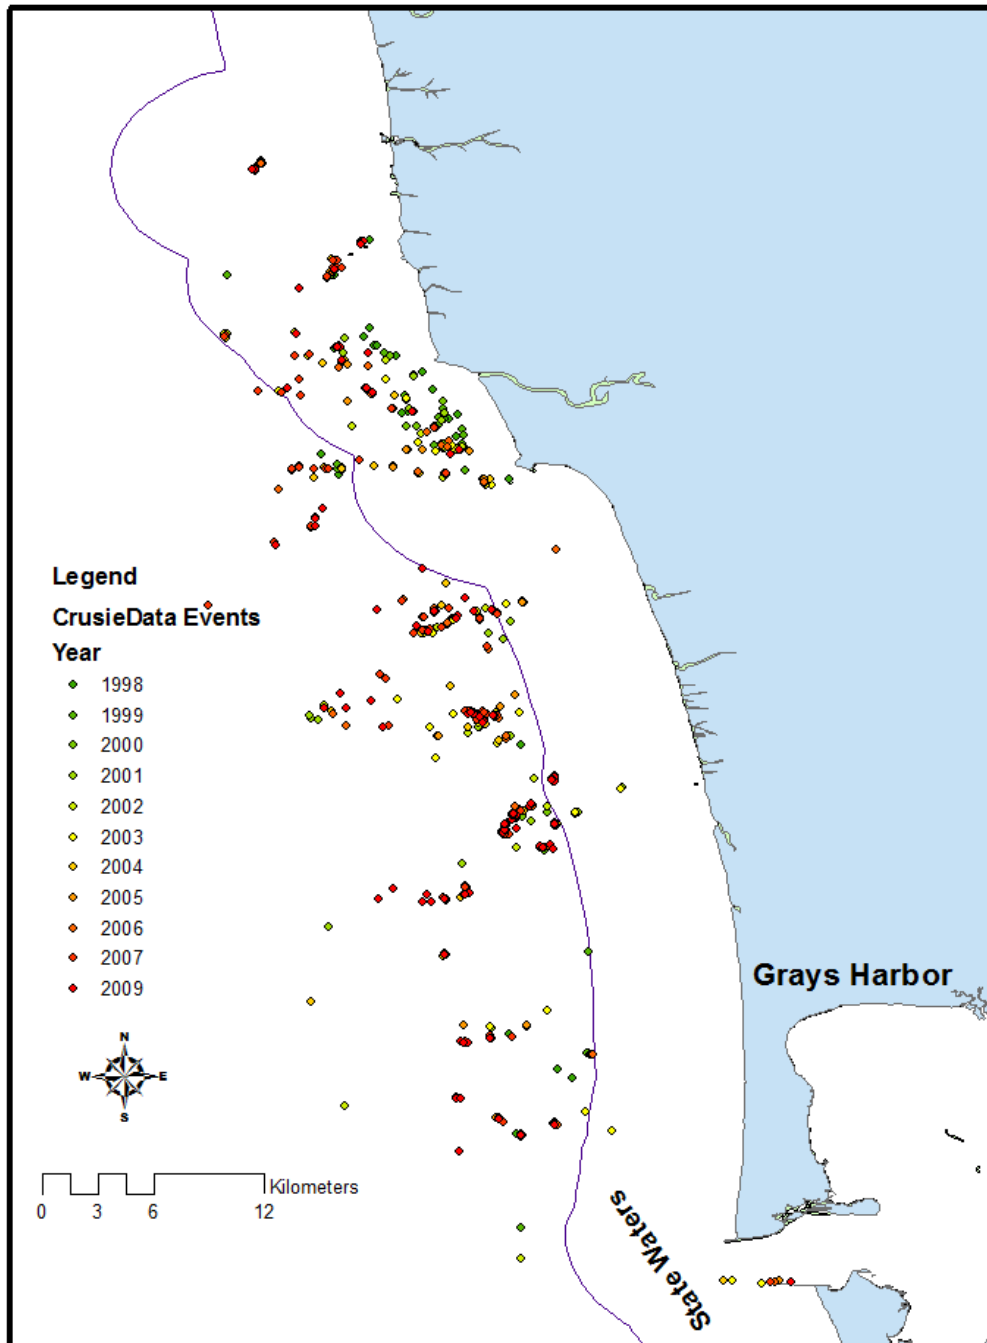 Legend
CrusieData Events
Year
1998
1999
2000
2001
2002
2003
2004
2005
2006
2007
2009
Grays Harbor
N
W E
S
Kilometers
0 3 6 12
State Waters